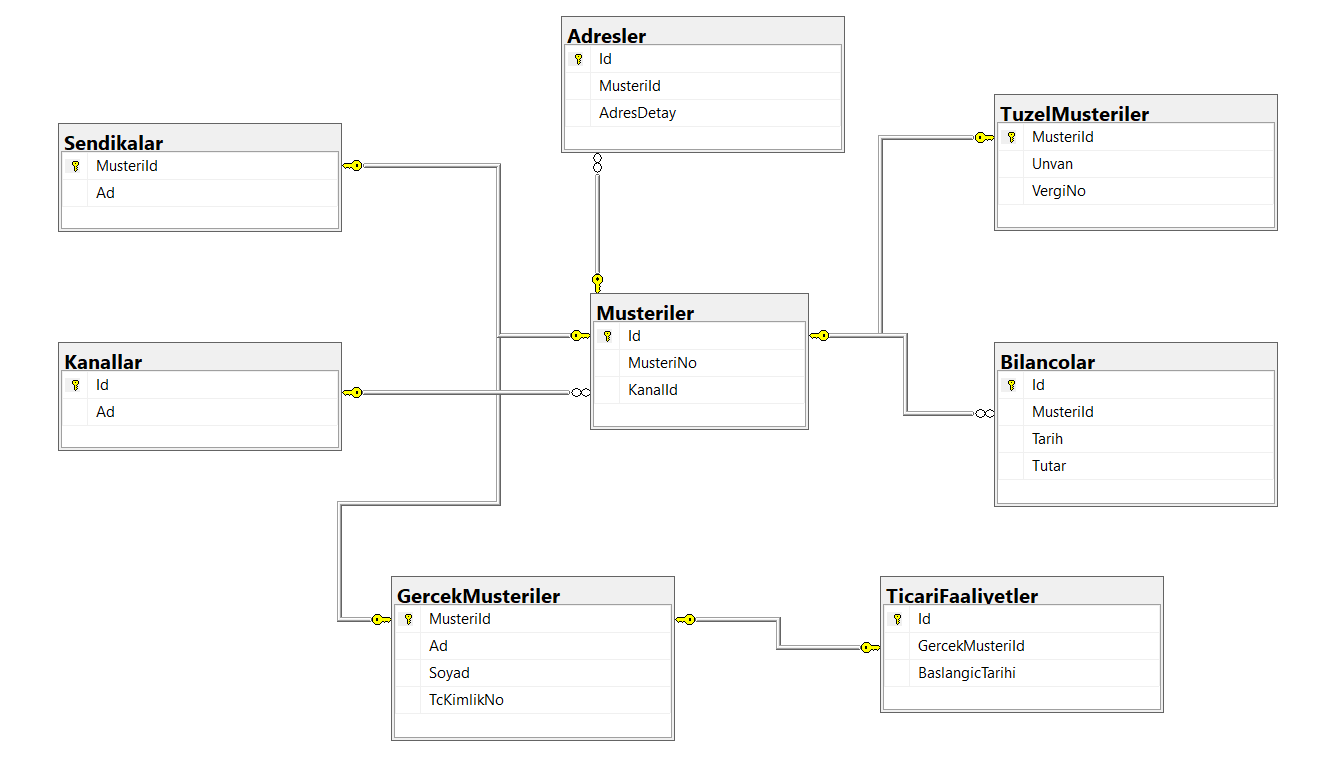 Adresler
Id
MusteriId
AdresDetay
Sendikalar
MusteriId
Ad
TuzelMusteriler
MusteriId
Unvan
VergiNo
Musteriler
Id
MusteriNo
KanalId
Kanallar
Id
Ad
Bilancolar
Id
MusteriId
Tarih
Tutar
GercekMusteriler
MusteriId
Ad
Soyad
TcKimlikNo
TicariFaaliyetler
Id
GercekMusteriId
BaslangicTarihi